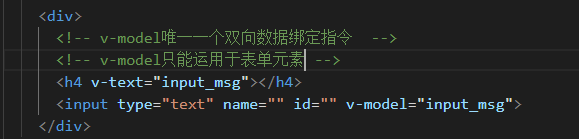 <div>
<!-- v-model唯一一个双向数据绑定指令  -->
<!-- v-model只能运用于表单元素 -->
<h4 v-text="input_msg"></h4>
<input type="text" name="" id="" v-model="input_msg">
</div>